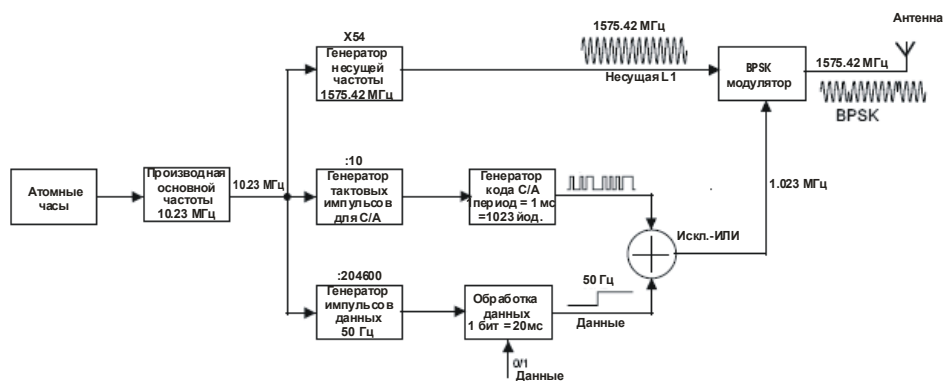 Антенна
X54
1575.42 МГц
Генератор
несущей
частоты
1575.42 МГц
Несущая L1
BPSK
модулятор
1575.42 МГц
BPSK
Атомные
часы
Производная
основной
частоты
10.23 МГц
10.23 МГц
:10
Генератор
тактовых
импульсов
для C/A
Генератор
кода C/A
период = 1 мс
=1023 йод.
1.023 МГц
Искл.-ИЛИ
:204600
Генератор
импульсов
данных
50 Гц
Обработка
данных
1 бит = 20мс
50 Гц
Данные
0/1
Данные